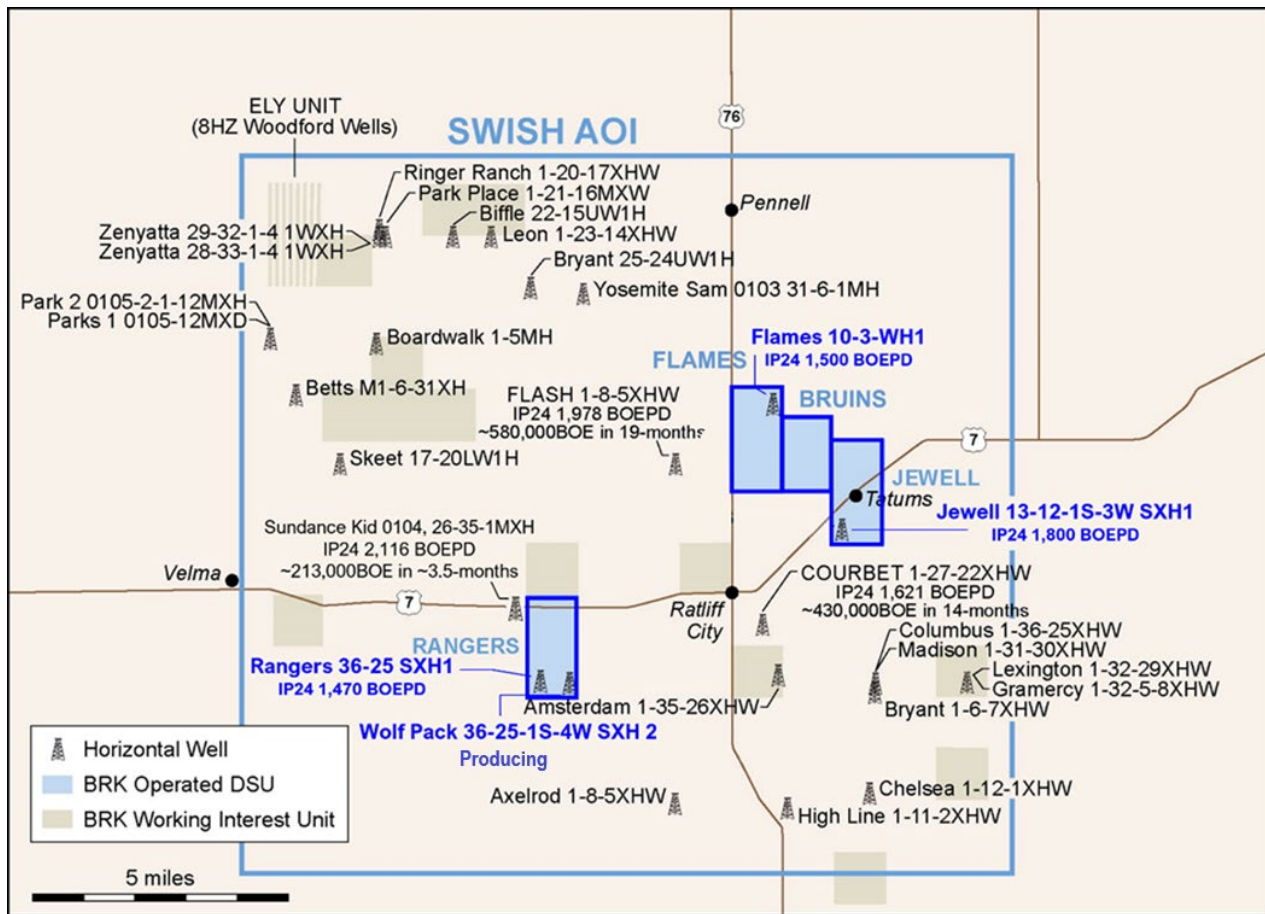 ELY UNIT
(8HZ Woodford Wells)
SWISH AOI
76
Ringer Ranch 1-20-17XHW
Park Place 1-21-16MXW
Biffle 22-15UW1H
Leon 1-23-14XHW
Pennell
Zenyatta 29-32-1-4 1WXH
Zenyatta 28-33-1-4 1WXH
Bryant 25-24UW1H
Yosemite Sam 0103 31-6-1MH
Park 2 0105-2-1-12MXH
Parks 1 0105-12MXD
Boardwalk 1-5MH
Flames 10-3-WH1
IP24 1,500 BOEPD
FLAMES
BRUINS
Betts M1-6-31XH
FLASH 1-8-5XHW
IP24 1,978 BOEPD
~580,000BOE in 19-months
7
Skeet 17-20LW1H
JEWELL
Tatums
Jewell 13-12-1S-3W SXH1
IP24 1,800 BOEPD
Sundance Kid 0104, 26-35-1MXH
IP24 2,116 BOEPD
~213,000BOE in ~3.5-months
Velma
7
Ratliff
City
COURBET 1-27-22XHW
IP24 1,621 BOEPD
~430,000BOE in 14-months
Columbus 1-36-25XHW
Madison 1-31-30XHW
Lexington 1-32-29XHW
Gramercy 1-32-5-8XHW
Bryant 1-6-7XHW
RANGERS
Rangers 36-25 SXH1
IP24 1,470 BOEPD
Amsterdam 1-35-26XHW
Wolf Pack 36-25-1S-4W SXH 2
Producing
Axelrod 1-8-5XHW
Chelsea 1-12-1XHW
High Line 1-11-2XHW
Horizontal Well
BRK Operated DSU
BRK Working Interest Unit
5 miles